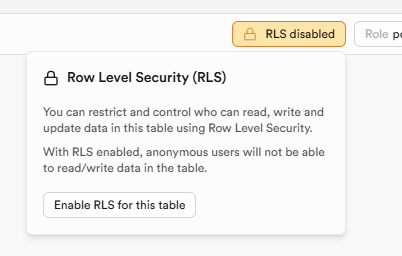 RLS disabled
Role
Row Level Security (RLS)
You can restrict and control who can read, write and
update data in this table using Row Level Security.
With RLS enabled, anonymous users will not be able
to read/write data in the table.
Enable RLS for this table